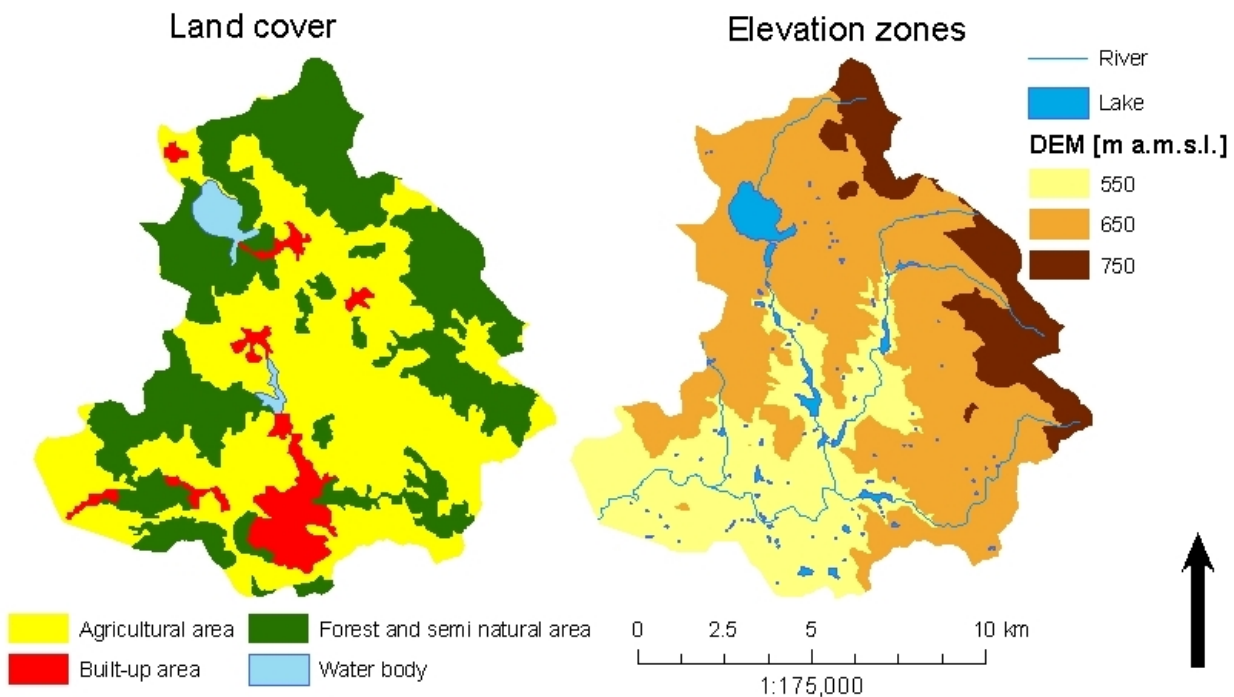 Land cover
Elevation zones
River
Lake
DEM [m a.m.s.l.]
550
650
750
Agricultural area
Forest and semi natural area
Built-up area
Water body
0 2.5 5 10 km
1:175,000